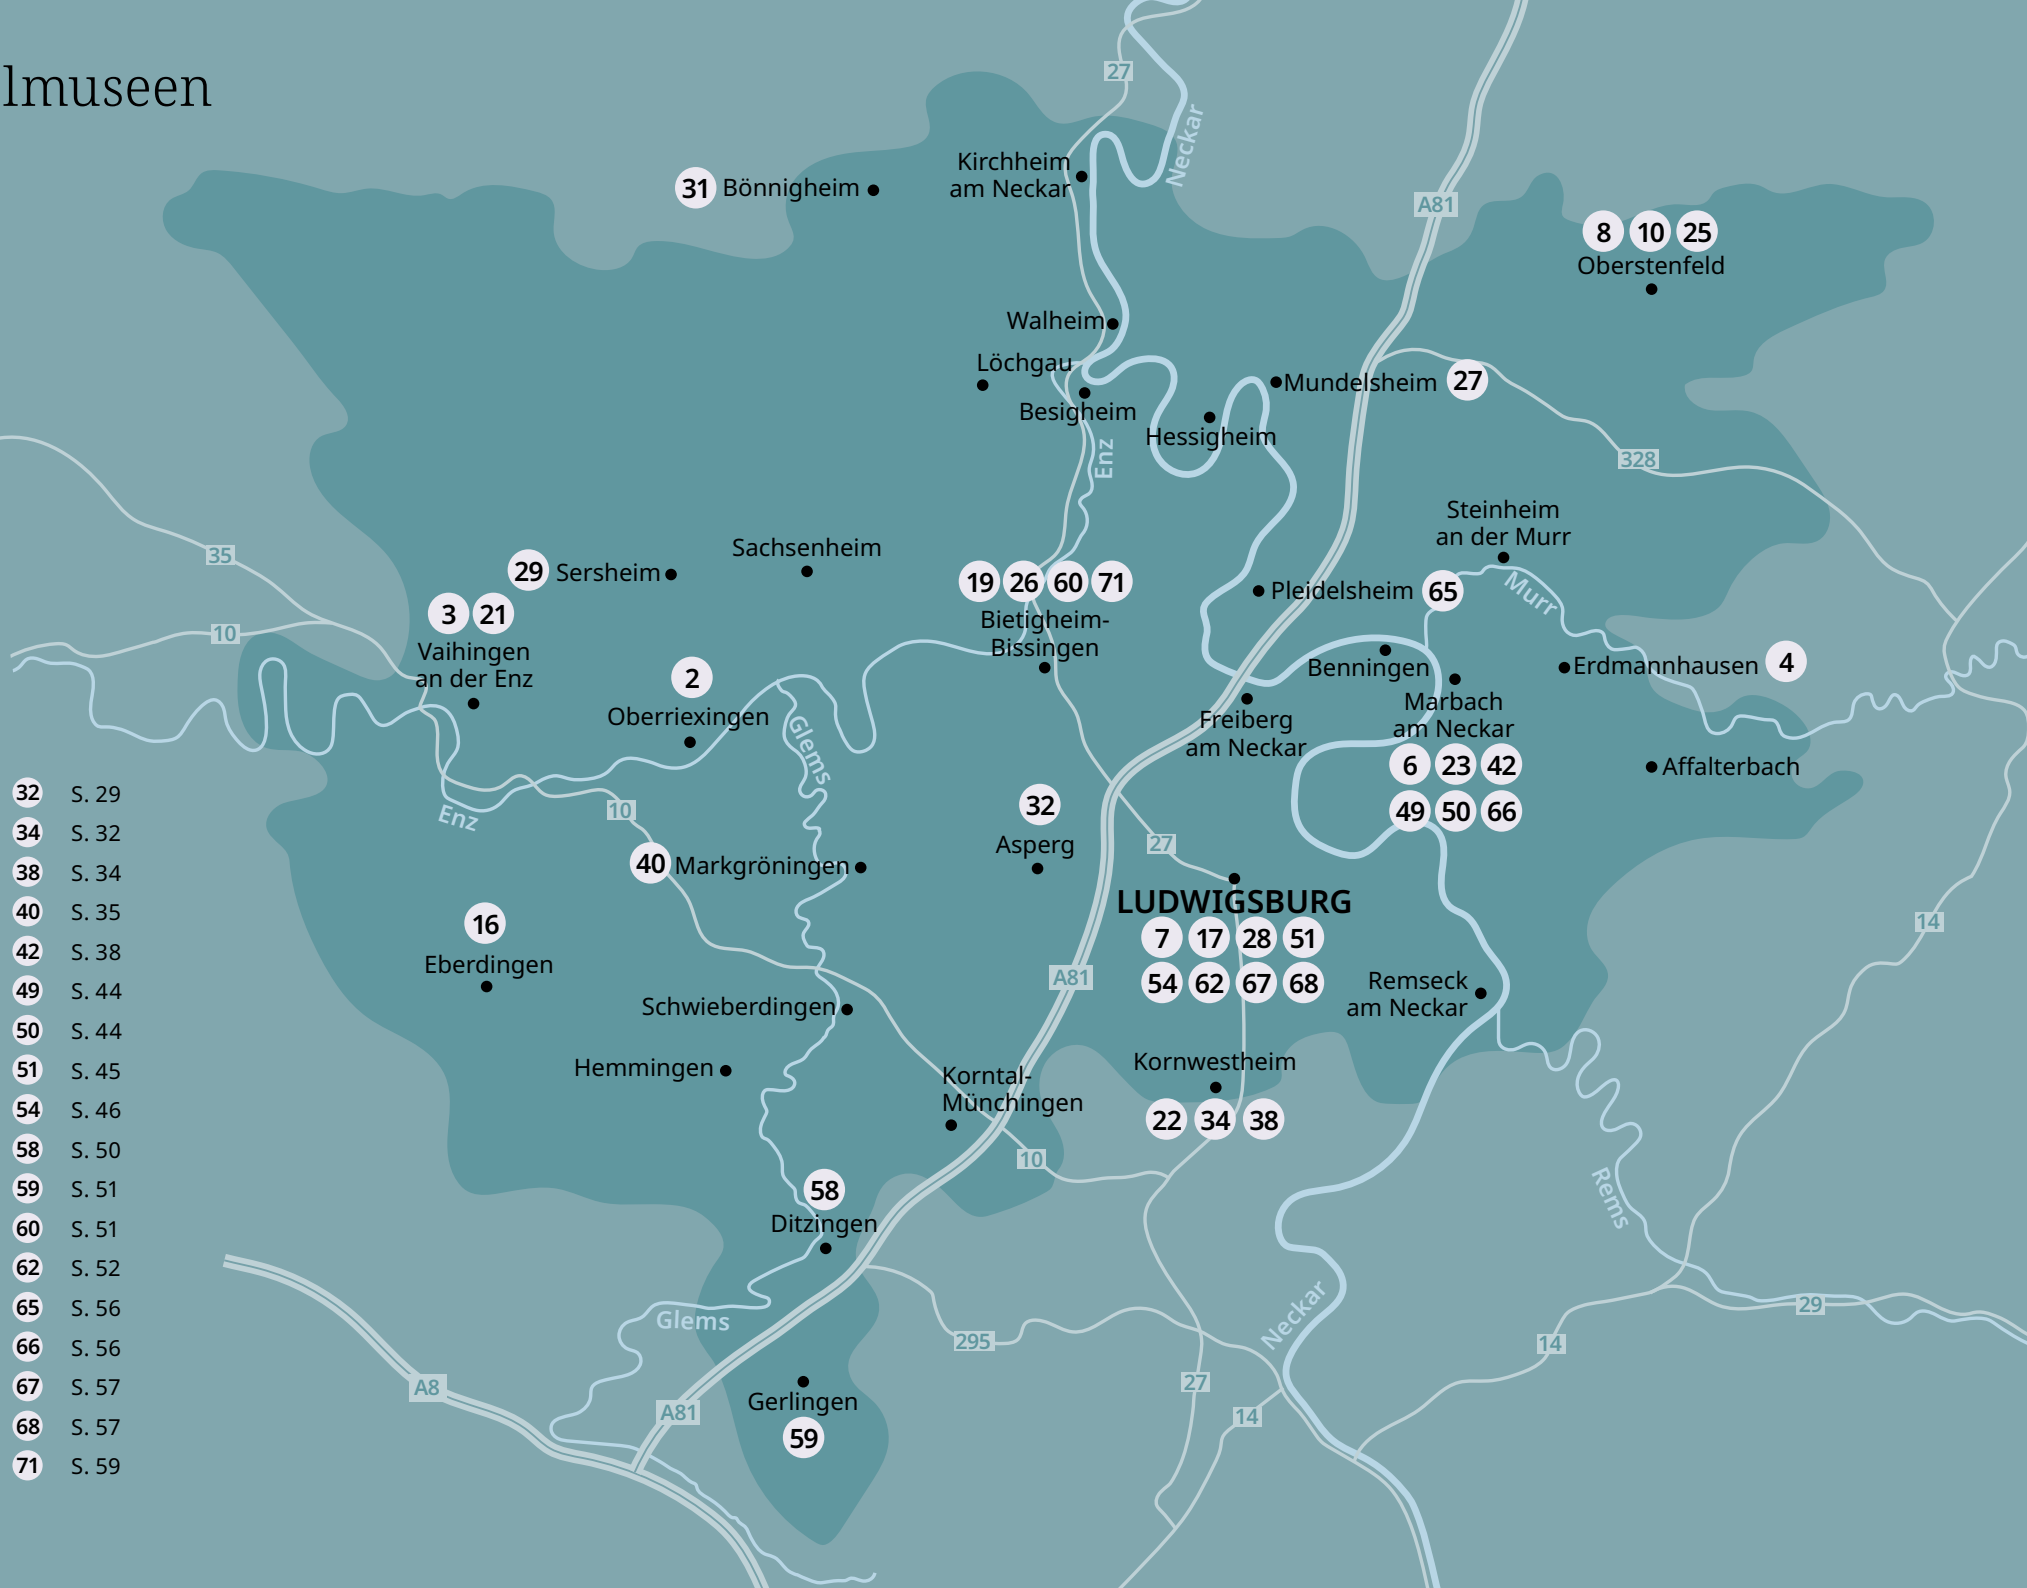 lmuseen
27
Neckar
Kirchheim
am Neckar
31 Bönnigheim
A81
8 10 25
Oberstenfeld
Walheim
Löchgau
Besigheim
Mundelsheim 27
Hessigheim
Enz
328
Steinheim
an der Murr
Murr
35
Sachsenheim
29 Sersheim
19 26 60 71
Bietigheim-
Bissingen
Pleidelsheim 65
3 21
Vaihingen
an der Enz
10
2
Oberriexingen
Benningen
Erdmannhausen 4
Marbach
am Neckar
6 23 42
49 50 66
Freiberg
am Neckar
Glems
Affalterbach
Enz
10
32
Asperg
27
40 Markgröningen
LUDWIGSBURG
7 17 28 51
54 62 67 68
14
16
Eberdingen
A81
Remseck
am Neckar
Schwieberdingen
Hemmingen
Korntal-
Münchingen
Kornwestheim
22 34 38
10
58
Ditzingen
Rems
Glems
Neckar
295
29
14
A8
A81
27
14
Gerlingen
59
32 S. 29
34 S. 32
38 S. 34
40 S. 35
42 S. 38
49 S. 44
50 S. 44
51 S. 45
54 S. 46
58 S. 50
59 S. 51
60 S. 51
62 S. 52
65 S. 56
66 S. 56
67 S. 57
68 S. 57
71 S. 59